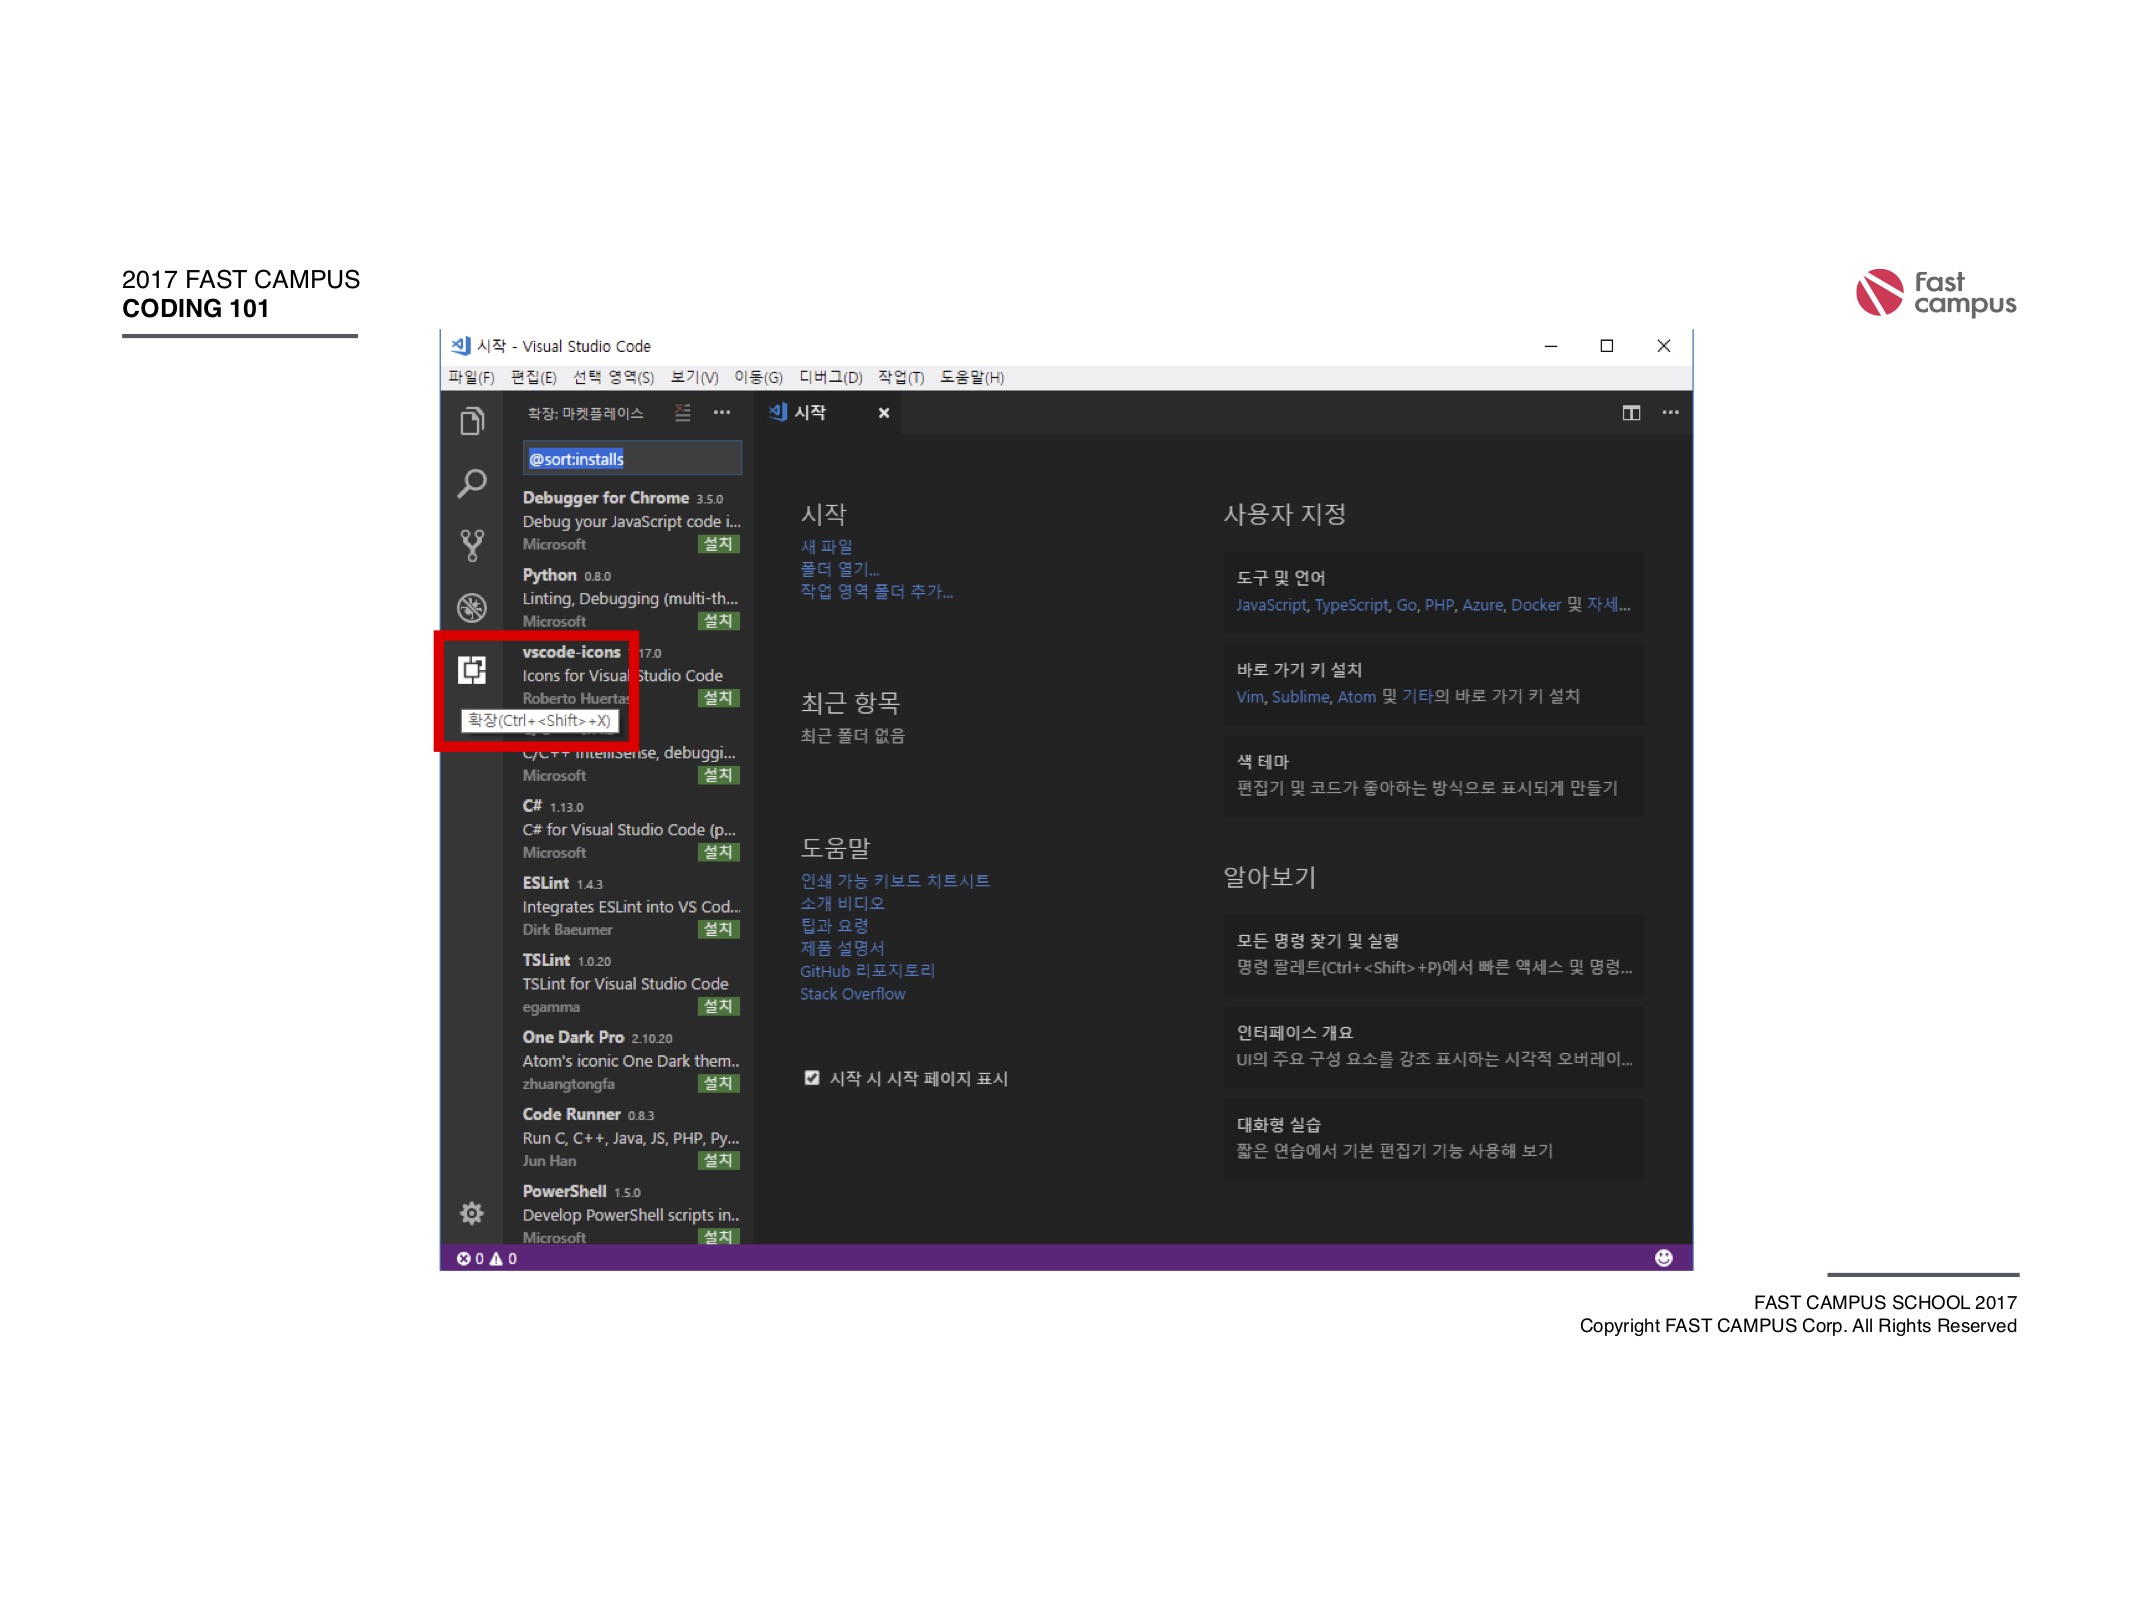 2017 FAST CAMPUS
CODING 101
Fast
campus
시작 - Visual Studio Code
파일(F) 편집(E) 선택 영역(S) 보기(V) 이동(G) 디버그(D) 작업(T) 도움말(H)
확장: 마켓플레이스
@sort:installs
Debugger for Chrome 3.5.0
Debug your JavaScript code i...
Microsoft 설치
Python 0.8.0
Linting, Debugging (multi-th...
Microsoft 설치
vscode-icons 17.0
Icons for Visual Studio Code
Roberto Huertas 설치
확장(Ctrl+<Shift>+X)
C/C++ IntelliSense, debuggi...
Microsoft 설치
C# 1.13.0
C# for Visual Studio Code (p...
Microsoft 설치
ESLint 1.4.3
Integrates ESLint into VS Cod...
Dirk Baeumer 설치
TSLint 1.0.20
TSLint for Visual Studio Code
egamma 설치
One Dark Pro 2.10.20
Atom's iconic One Dark them..
zhuangtongfa 설치
Code Runner 0.8.3
Run C, C++, Java, JS, PHP, Py...
Jun Han 설치
PowerShell 1.5.0
Develop PowerShell scripts in..
Microsoft 설치
시작
시작
새 파일
폴더 열기...
작업 영역 폴더 추가...
최근 항목
최근 폴더 없음
도움말
인쇄 가능 키보드 치트시트
소개 비디오
팁과 요령
제품 설명서
GitHub 리포지토리
Stack Overflow
시작 시 시작 페이지 표시
사용자 지정
도구 및 언어
JavaScript, TypeScript, Go, PHP, Azure, Docker 및 자세...
바로 가기 키 설치
Vim, Sublime, Atom 및 기타의 바로 가기 키 설치
색 테마
편집기 및 코드가 좋아하는 방식으로 표시되게 만들기
알아보기
모든 명령 찾기 및 실행
명령 팔레트(Ctrl+<Shift>+P)에서 빠른 액세스 및 명령...
인터페이스 개요
UI의 주요 구성 요소를 강조 표시하는 시각적 오버레이...
대화형 실습
짧은 연습에서 기본 편집기 기능 사용해 보기
0 0
FAST CAMPUS SCHOOL 2017
Copyright FAST CAMPUS Corp. All Rights Reserved